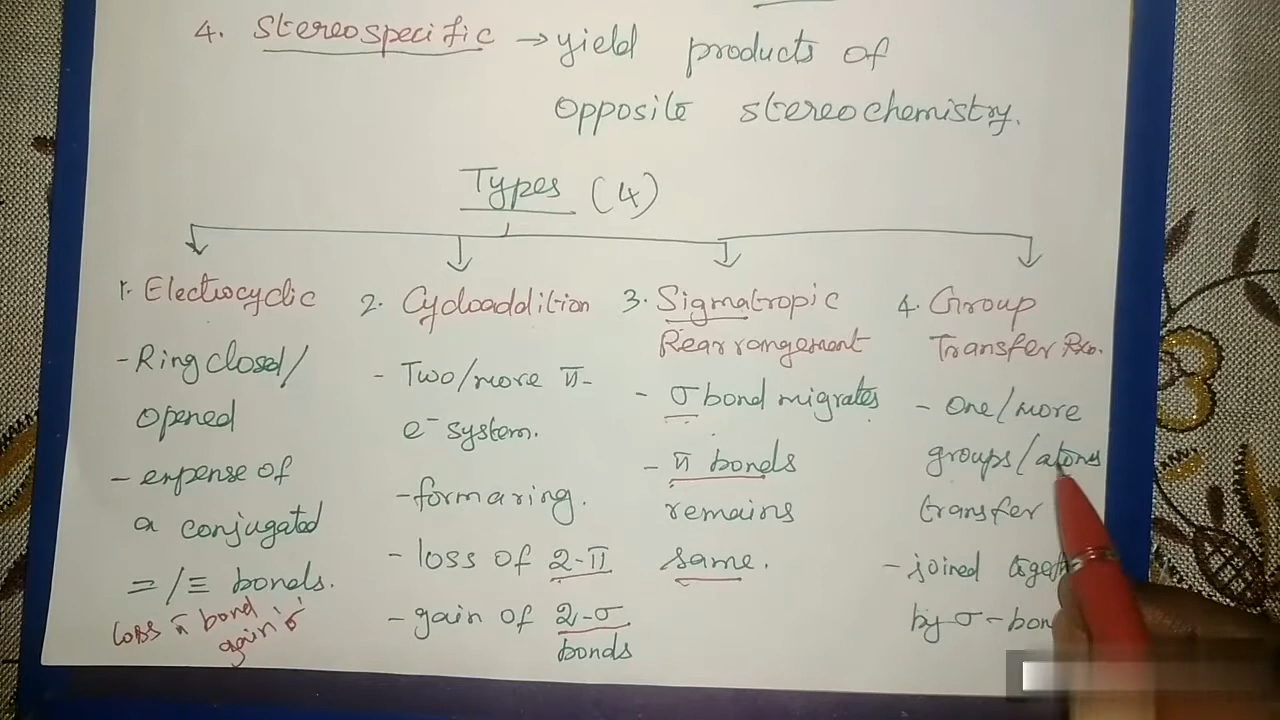 4. Stereospecific → yield products of
opposite stereochemistry.
Types (4)
1. Electrocyclic
- Ring closed/
opened
- expense of
a conjugated
= / ≡ bonds.
loss π bond
gain σ
2. Cycloaddition
- Two/more π-
e⁻ system.
- form a ring.
- loss of 2-π
- gain of 2-σ
bonds
3. Sigmatropic
Rearrangement
- σ bond migrates
- π bonds
remains
same.
4. Group
Transfer Rxn.
- One/more
groups/atoms
transfer
- joined
by σ-bon